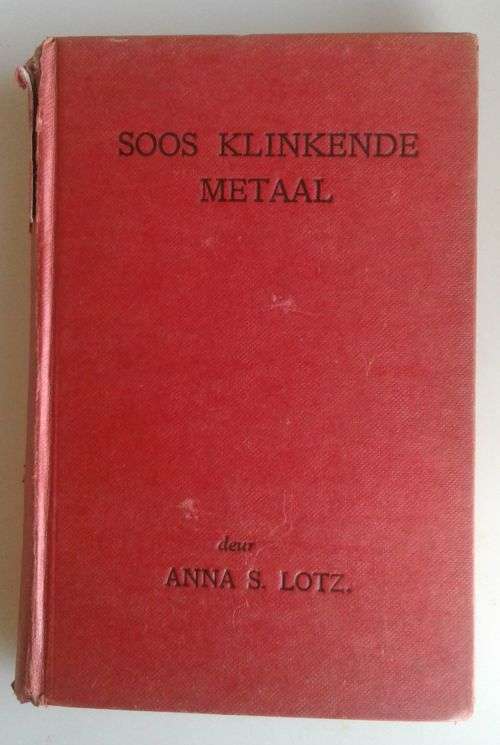 SOOS KLINKENDE
METAAL
deur
ANNA S. LOTZ.